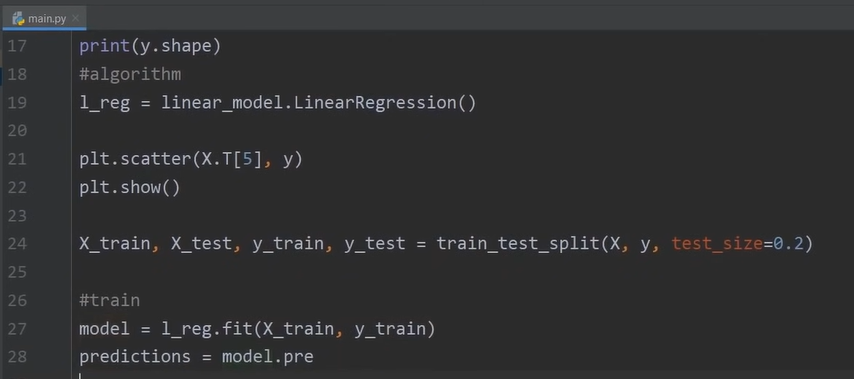 main.py
17 print(y.shape)
18 #algorithm
19 l_reg = linear_model.LinearRegression()
20
21 plt.scatter(X.T[5], y)
22 plt.show()
23
24 X_train, X_test, y_train, y_test = train_test_split(X, y, test_size=0.2)
25
26 #train
27 model = l_reg.fit(X_train, y_train)
28 predictions = model.pre